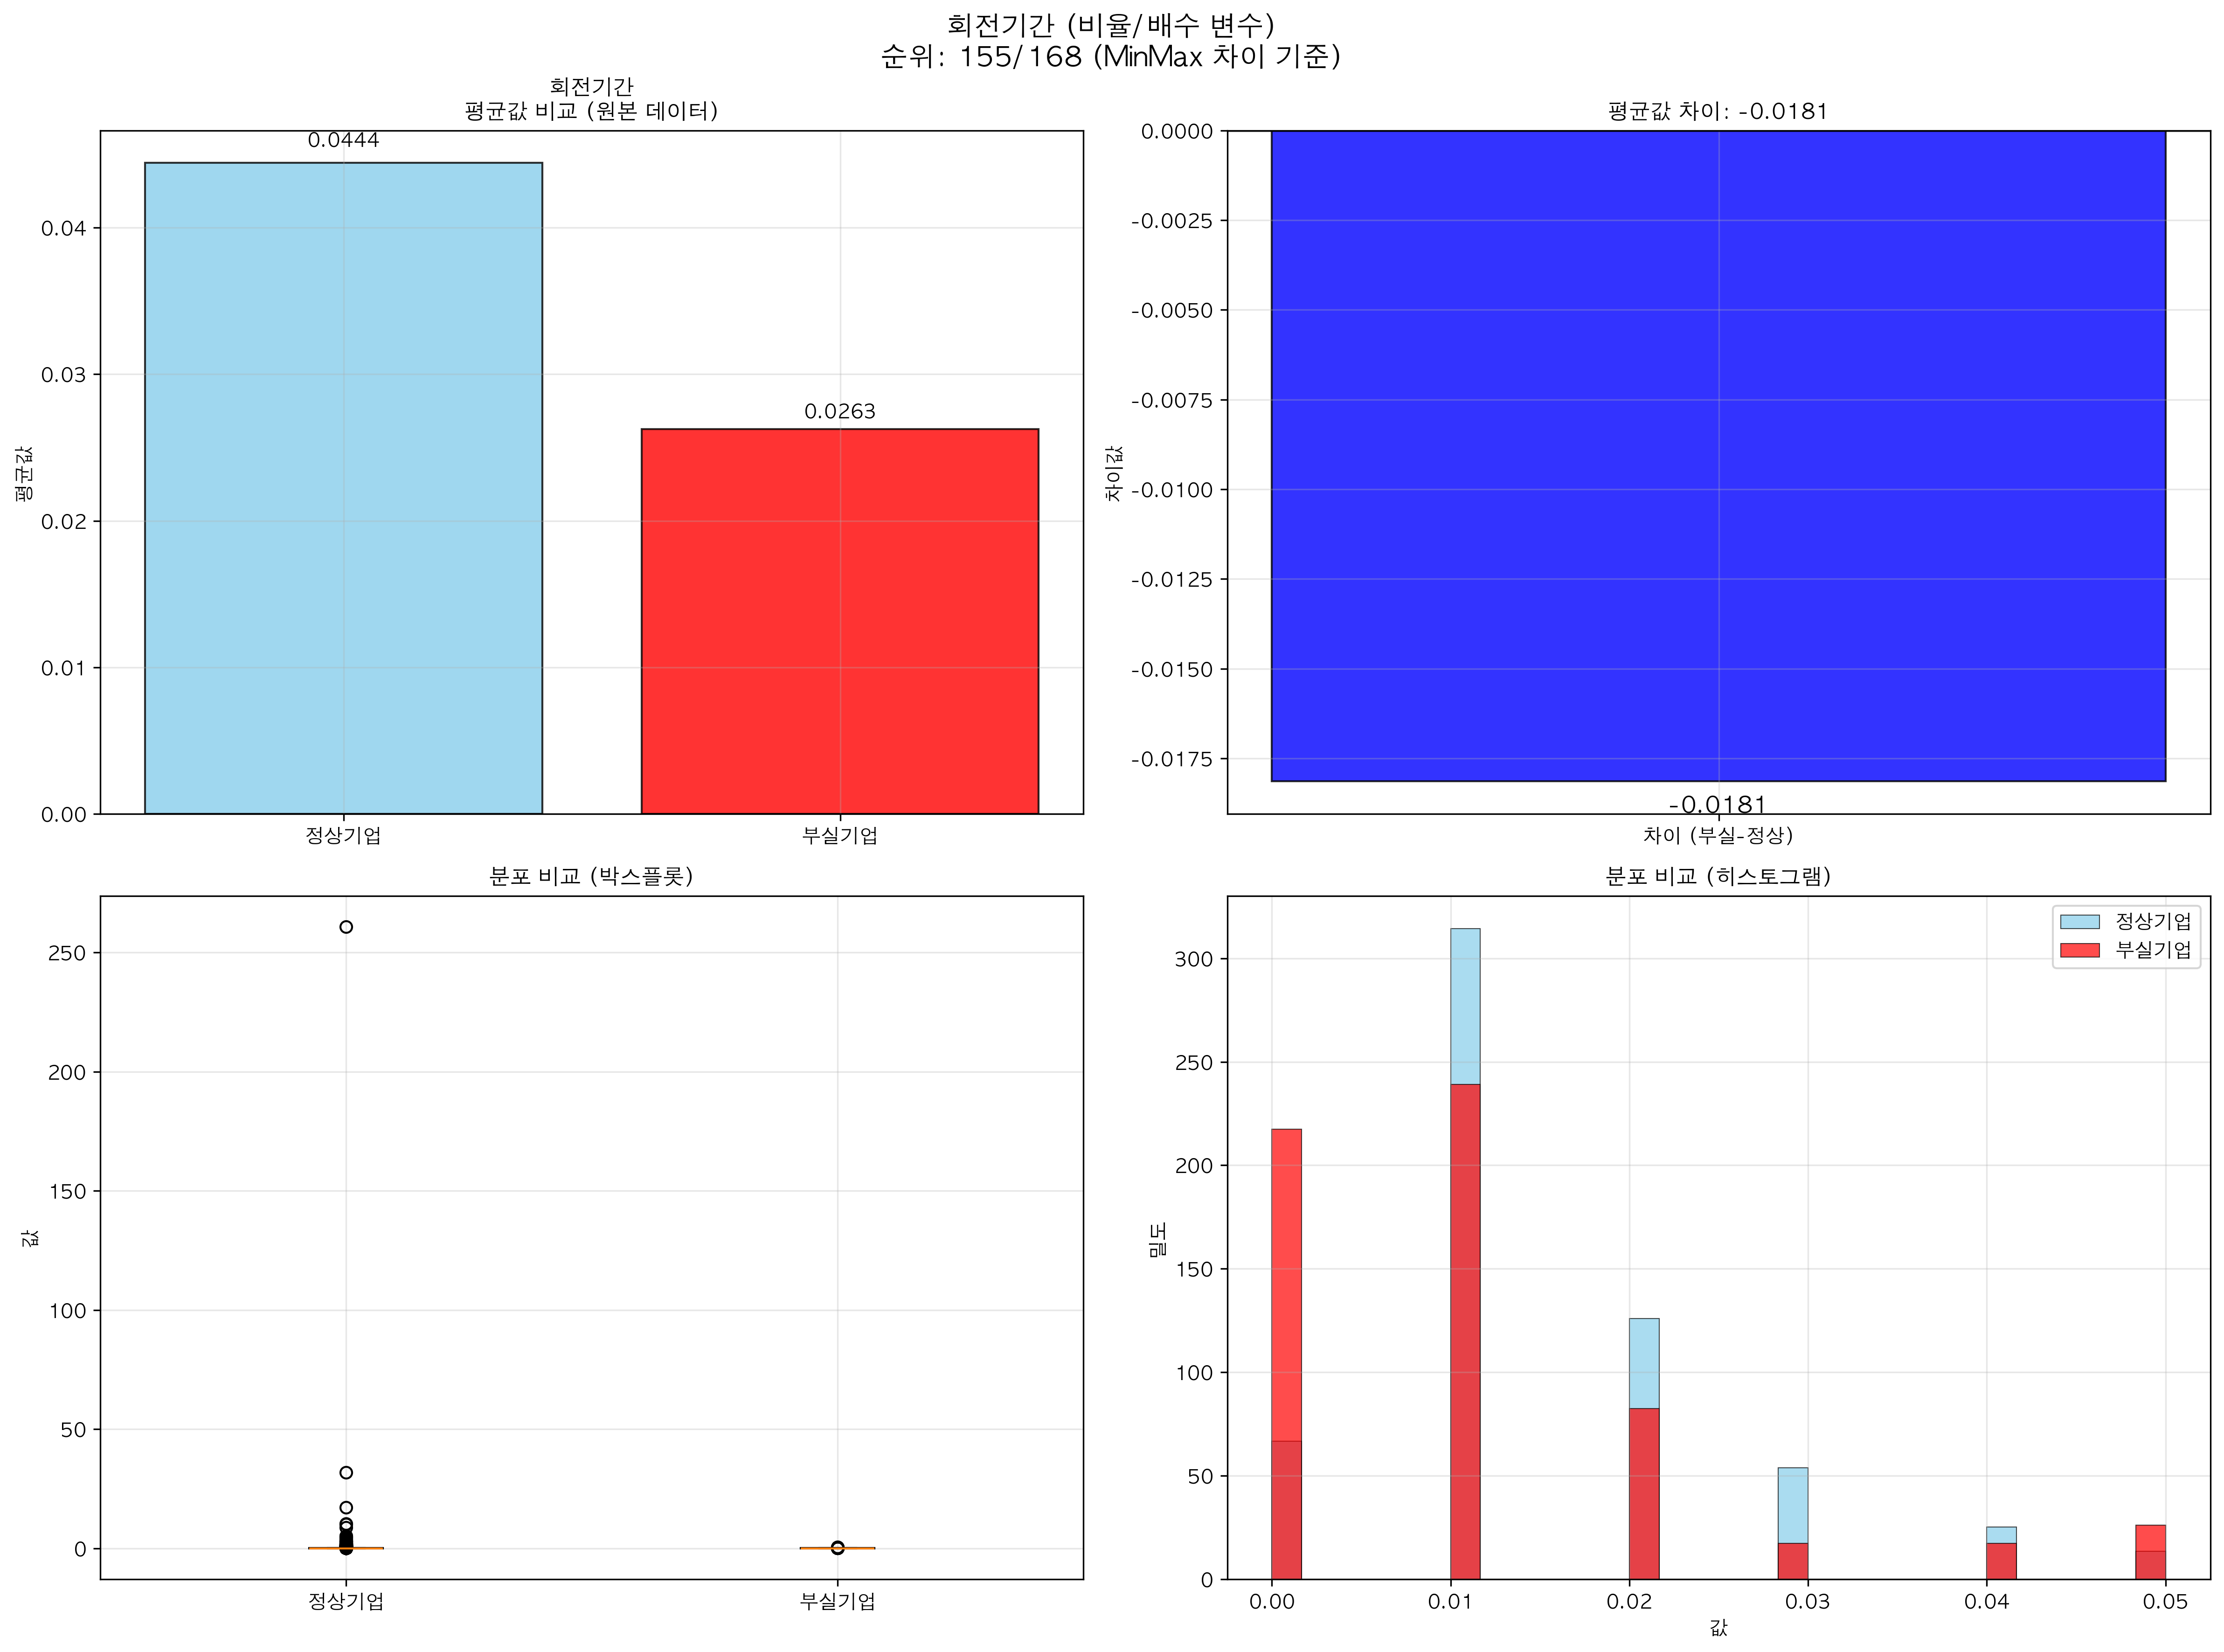 회전기간 (비율/배수 변수)
순위: 155/168 (MinMax 차이 기준)
회전기간
평균값 비교 (원본 데이터)
0.0444
0.0263
0.04
0.03
0.02
0.01
0.00
평균값
정상기업
부실기업
평균값 차이: -0.0181
0.0000
-0.0025
-0.0050
-0.0075
-0.0100
-0.0125
-0.0150
-0.0175
차이값
-0.0181
차이 (부실-정상)
분포 비교 (박스플롯)
250
200
150
100
50
0
값
정상기업
부실기업
분포 비교 (히스토그램)
정상기업
부실기업
300
250
200
150
100
50
0
밀도
0.00
0.01
0.02
0.03
0.04
0.05
값